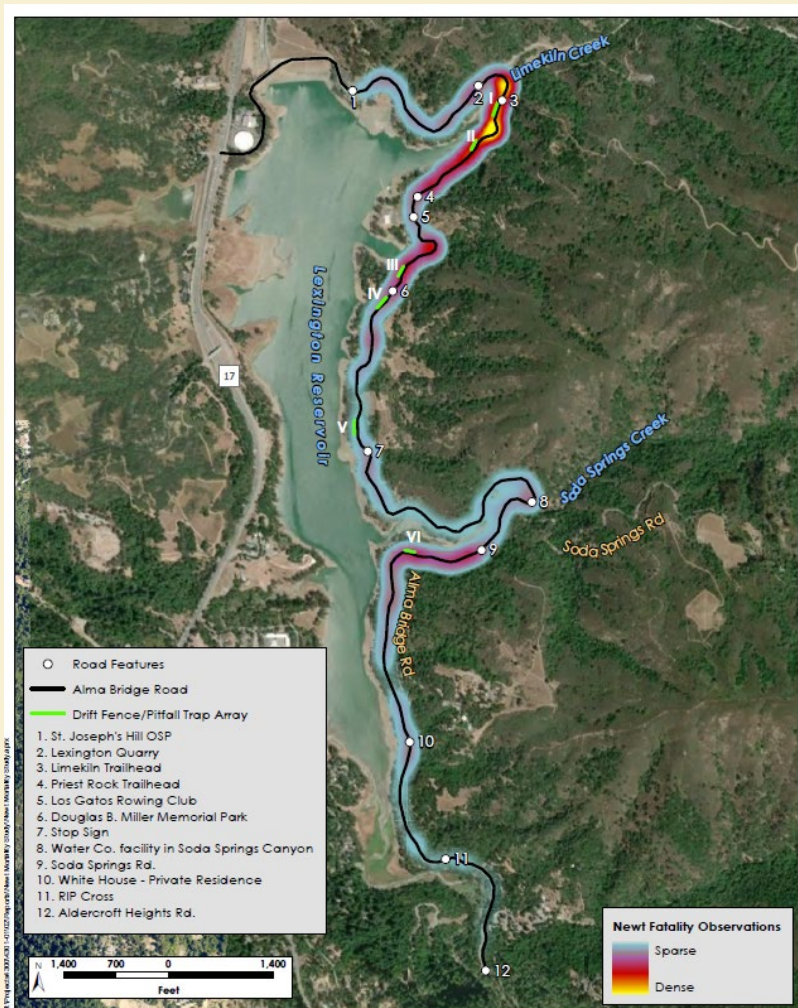 Limekiln Creek
1
2
I
3
II
4
5
III
IV
6
Lexington Reservoir
17
V
7
Soda Springs Creek
8
Soda Springs Rd
VI
9
Alma Bridge Rd
10
11
12
Road Features
Alma Bridge Road
Drift Fence/Pitfall Trap Array
1. St. Joseph's Hill OSP
2. Lexington Quarry
3. Limekiln Trailhead
4. Priest Rock Trailhead
5. Los Gatos Rowing Club
6. Douglas B. Miller Memorial Park
7. Stop Sign
8. Water Co. facility in Soda Springs Canyon
9. Soda Springs Rd.
10. White House - Private Residence
11. RIP Cross
12. Aldercroft Heights Rd.
N
1,400 700 0 1,400
Feet
Newt Fatality Observations
Sparse
Dense